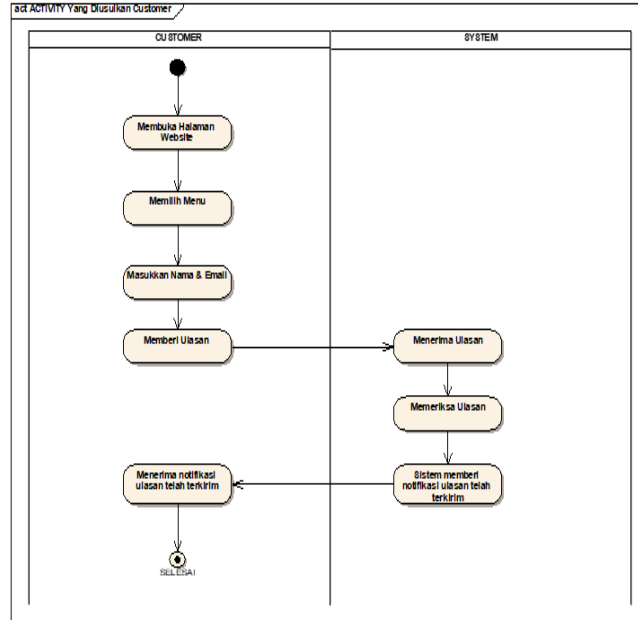 act ACTIVITY Yang Diusulkan Customer
CUSTOMER
SYSTEM
Membuka Halaman
Website
Memilih Menu
Masukkan Nama & Email
Memberi Ulasan
Menerima Ulasan
Memeriksa Ulasan
Menerima notifikasi
ulasan telah terkirim
Sistem memberi
notifikasi ulasan telah
terkirim
SELESAI